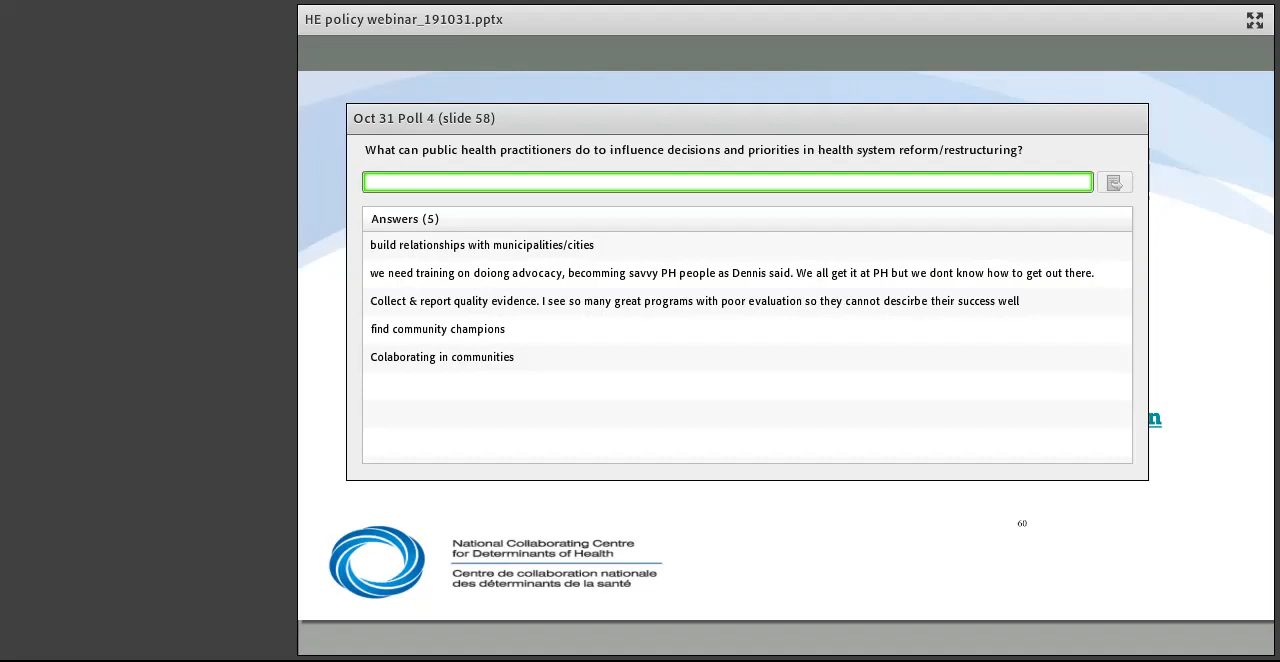 HE policy webinar_191031.pptx
Oct 31 Poll 4 (slide 58)
What can public health practitioners do to influence decisions and priorities in health system reform/restructuring?
Answers (5)
build relationships with municipalities/cities
we need training on doiong advocacy, becomming savvy PH people as Dennis said. We all get it at PH but we dont know how to get out there.
Collect & report quality evidence. I see so many great programs with poor evaluation so they cannot descirbe their success well
find community champions
Colaborating in communities
n
60
National Collaborating Centre
for Determinants of Health
Centre de collaboration nationale
des déterminants de la santé